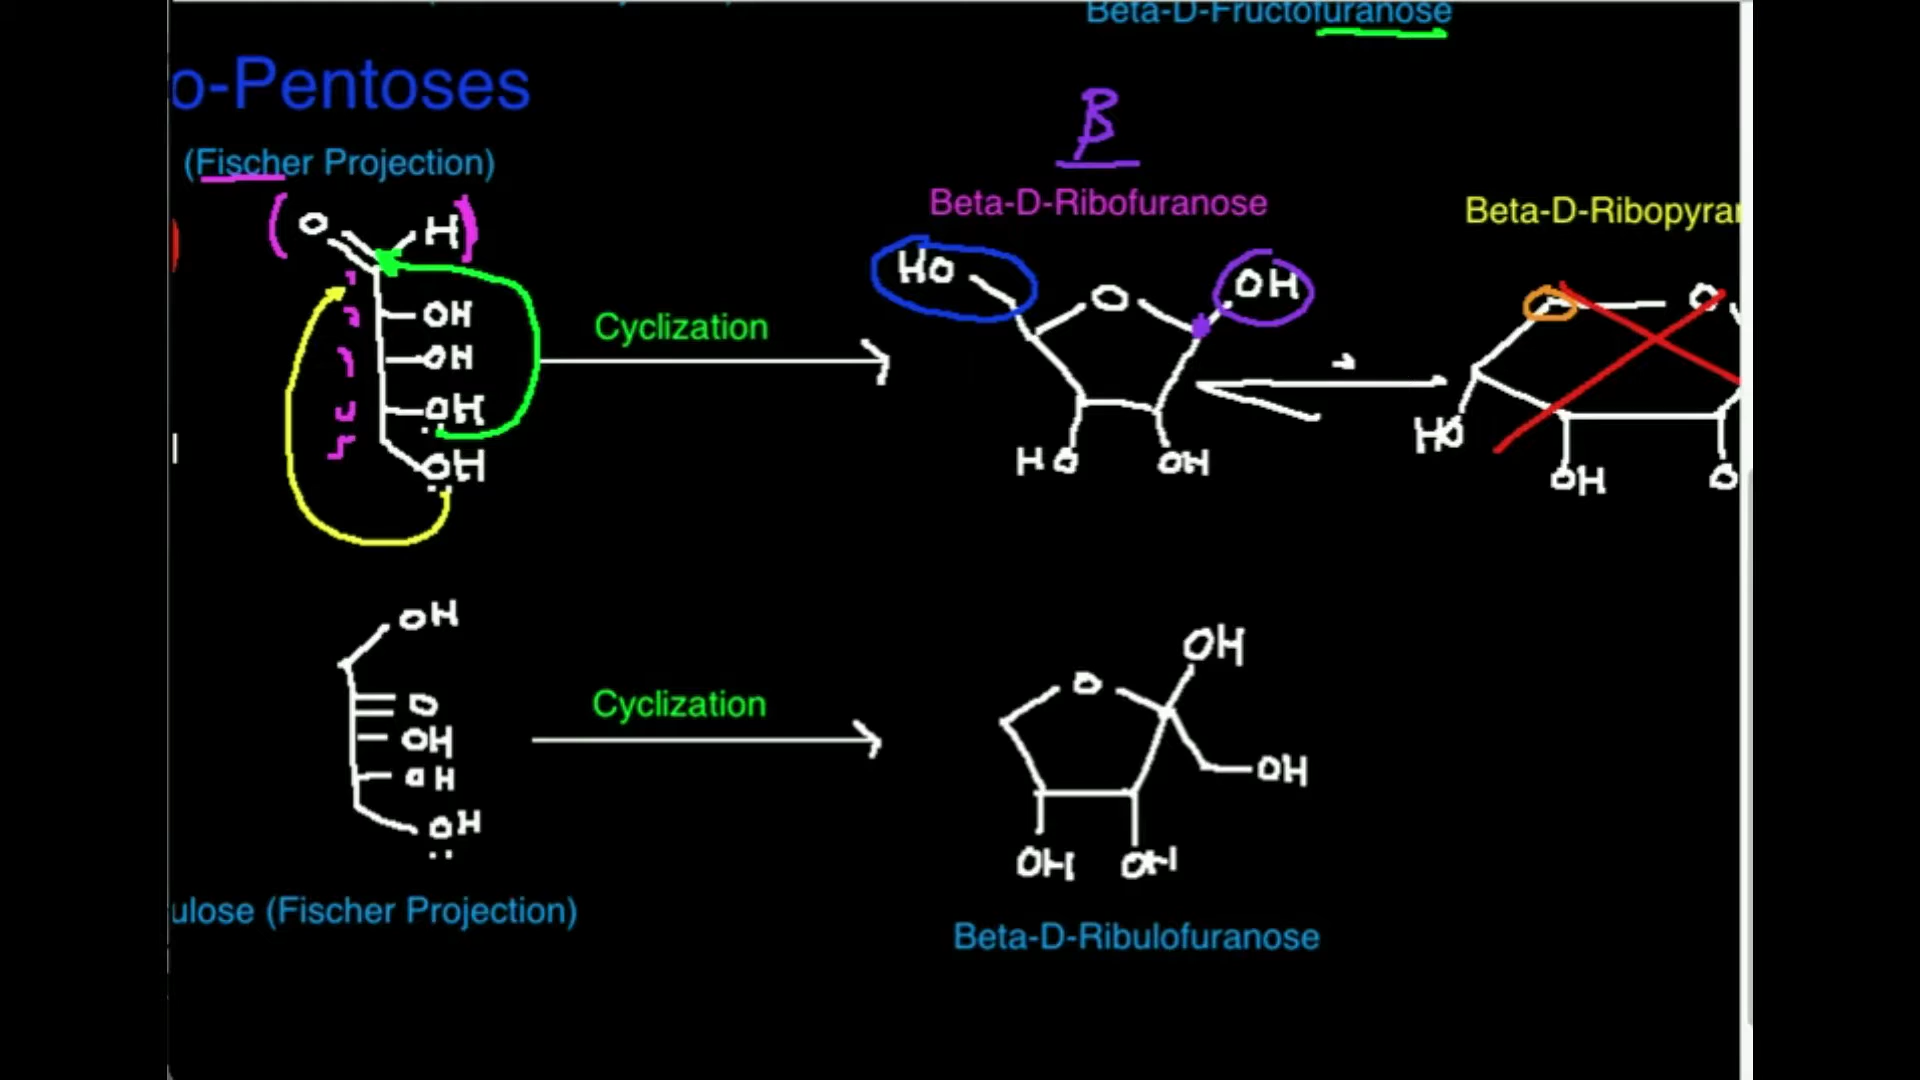 Beta-D-Fructofuranose
o-Pentoses
β
(Fischer Projection)
Beta-D-Ribofuranose
Beta-D-Ribopyran
O H
OH
OH
OH
OH
Cyclization
HO O OH
HO OH
O
HO
OH O
OH
O
OH
OH
OH
Cyclization
OH
O
OH
OH OH
ulose (Fischer Projection)
Beta-D-Ribulofuranose